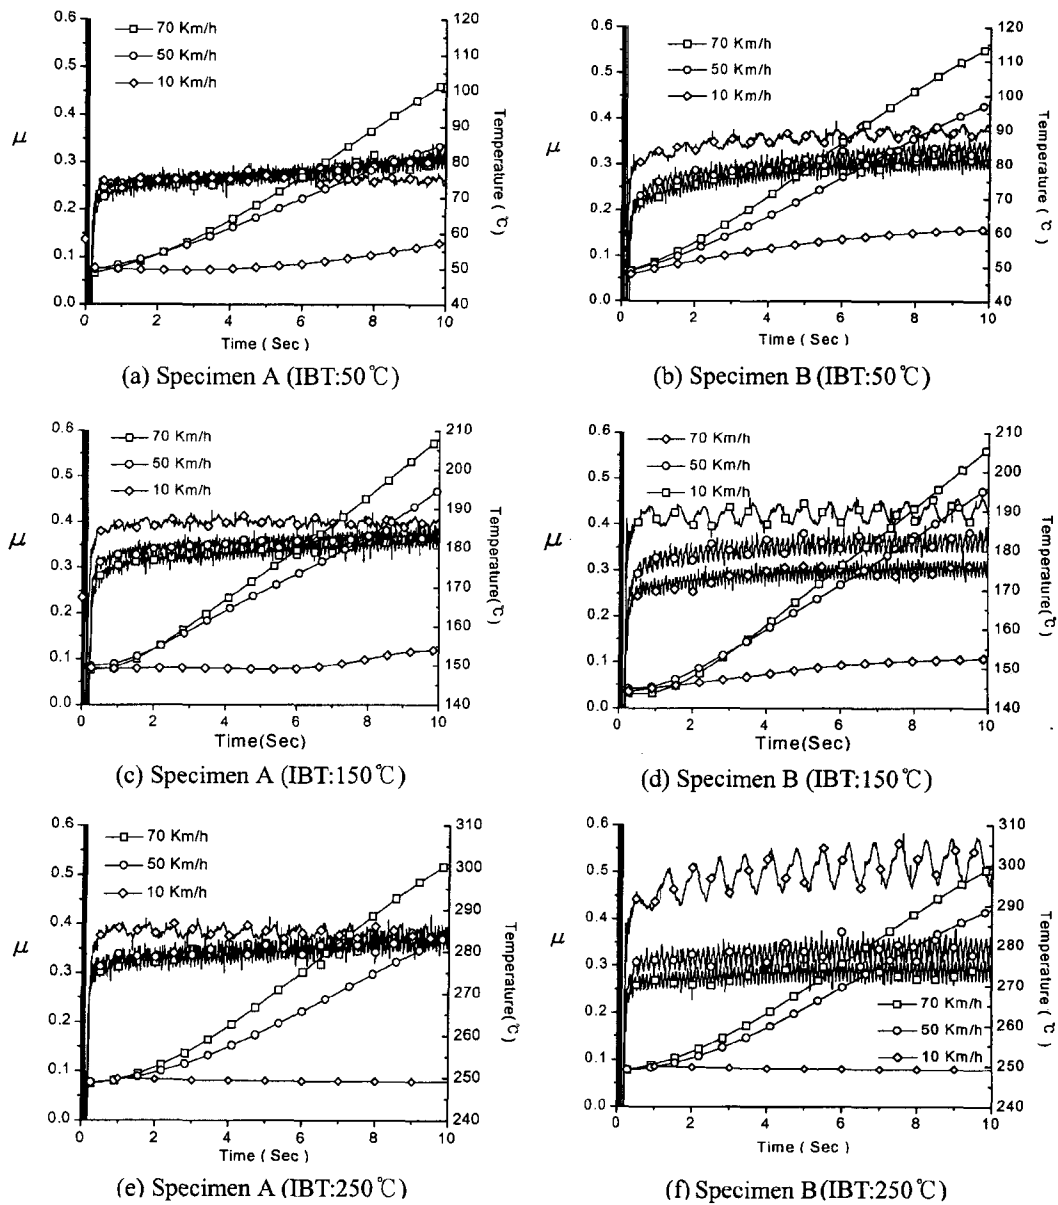 0.6
0.5
0.4
0.3
0.2
0.1
0.0
μ
70 Km/h
50 Km/h
10 Km/h
120
110
100
90
80
70
60
50
40
Temperature (℃)
0 2 4 6 8 10
Time ( Sec)
(a) Specimen A (IBT:50℃)
0.6
0.5
0.4
0.3
0.2
0.1
0.0
μ
70 Km/h
50 Km/h
10 Km/h
120
110
100
90
80
70
60
50
40
Temperature (℃)
0 2 4 6 8 10
Time ( Sec)
(b) Specimen B (IBT:50℃)
0.6
0.5
0.4
0.3
0.2
0.1
0.0
μ
70 Km/h
50 Km/h
10 Km/h
210
200
190
180
170
160
150
140
Temperature(℃)
0 2 4 6 8 10
Time(Sec)
(c) Specimen A (IBT:150℃)
0.6
0.5
0.4
0.3
0.2
0.1
0.0
μ
70 Km/h
50 Km/h
10 Km/h
210
200
190
180
170
160
150
140
Temperature(℃)
0 2 4 6 8 10
Time(Sec)
(d) Specimen B (IBT:150℃)
0.6
0.5
0.4
0.3
0.2
0.1
0.0
μ
70 Km/h
50 Km/h
10 Km/h
310
300
290
280
270
260
250
240
Temperature(℃)
0 2 4 6 8 10
Time ( Sec)
(e) Specimen A (IBT:250℃)
0.6
0.5
0.4
0.3
0.2
0.1
0.0
μ
70 Km/h
50 Km/h
10 Km/h
310
300
290
280
270
260
250
240
Temperature(℃)
0 2 4 6 8 10
Time ( Sec)
(f) Specimen B(IBT:250℃)